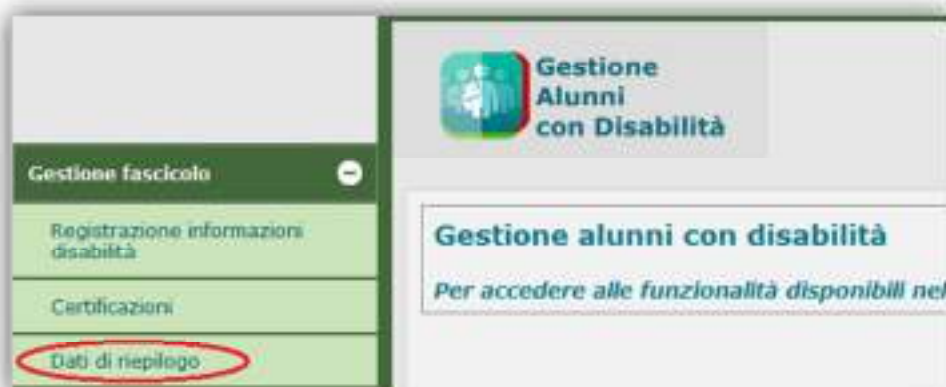 Gestione
Alunni
con Disabilità
Gestione fascicolo
Registrazione informazioni
disabilità
Certificazioni
Dati di riepilogo
Gestione alunni con disabilità
Per accedere alle funzionalità disponibili nel